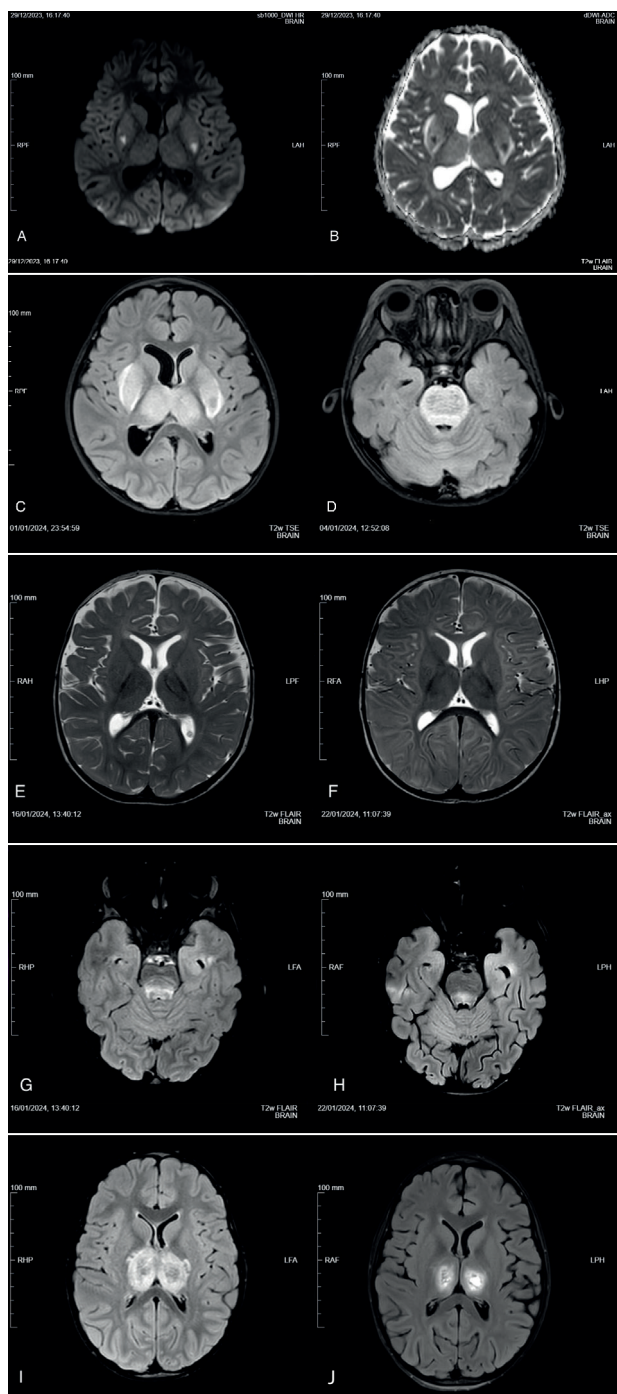 29/12/2023, 16.17:40 sb1000_DWI HR
BRAIN
29/12/2023, 16.17:40 dDWI-ADC
BRAIN
100 mm
100 mm
RPF LAH
RPF LAH
A
B
29/12/2023, 16.17:40
T2w FLAIR
BRAIN
100 mm
100 mm
RPF
LAH
C
D
01/01/2024, 23:54:59 T2w TSE
BRAIN
04/01/2024, 12:52:08 T2w TSE
BRAIN
100 mm
100 mm
RAH LPF
RFA LHP
E
F
16/01/2024, 13:40:12 T2w FLAIR
BRAIN
22/01/2024, 11:07:39 T2w FLAIR_ax
BRAIN
100 mm
100 mm
RHP LFA
RAF LPH
G
H
16/01/2024, 13:40:12 T2w FLAIR
BRAIN
22/01/2024, 11:07:39 T2w FLAIR_ax
BRAIN
100 mm
100 mm
RHP LFA
RAF LPH
I
J